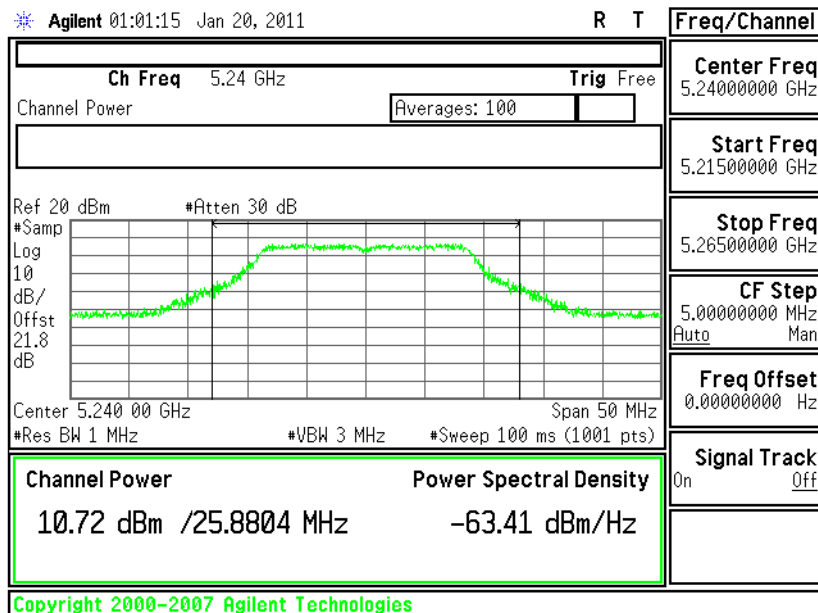 Agilent 01:01:15 Jan 20, 2011 R T
Freq/Channel
Ch Freq 5.24 GHz Trig Free
Channel Power Averages: 100
Ref 20 dBm #Atten 30 dB
#Samp
Log
10
dB/
Offst
21.8
dB
Center 5.240 00 GHz Span 50 MHz
#Res BW 1 MHz #VBW 3 MHz #Sweep 100 ms (1001 pts)
Channel Power Power Spectral Density
10.72 dBm /25.8804 MHz -63.41 dBm/Hz
Center Freq
5.24000000 GHz
Start Freq
5.21500000 GHz
Stop Freq
5.26500000 GHz
CF Step
5.00000000 MHz
Auto Man
Freq Offset
0.00000000 Hz
Signal Track
On Off
Copyright 2000-2007 Agilent Technologies